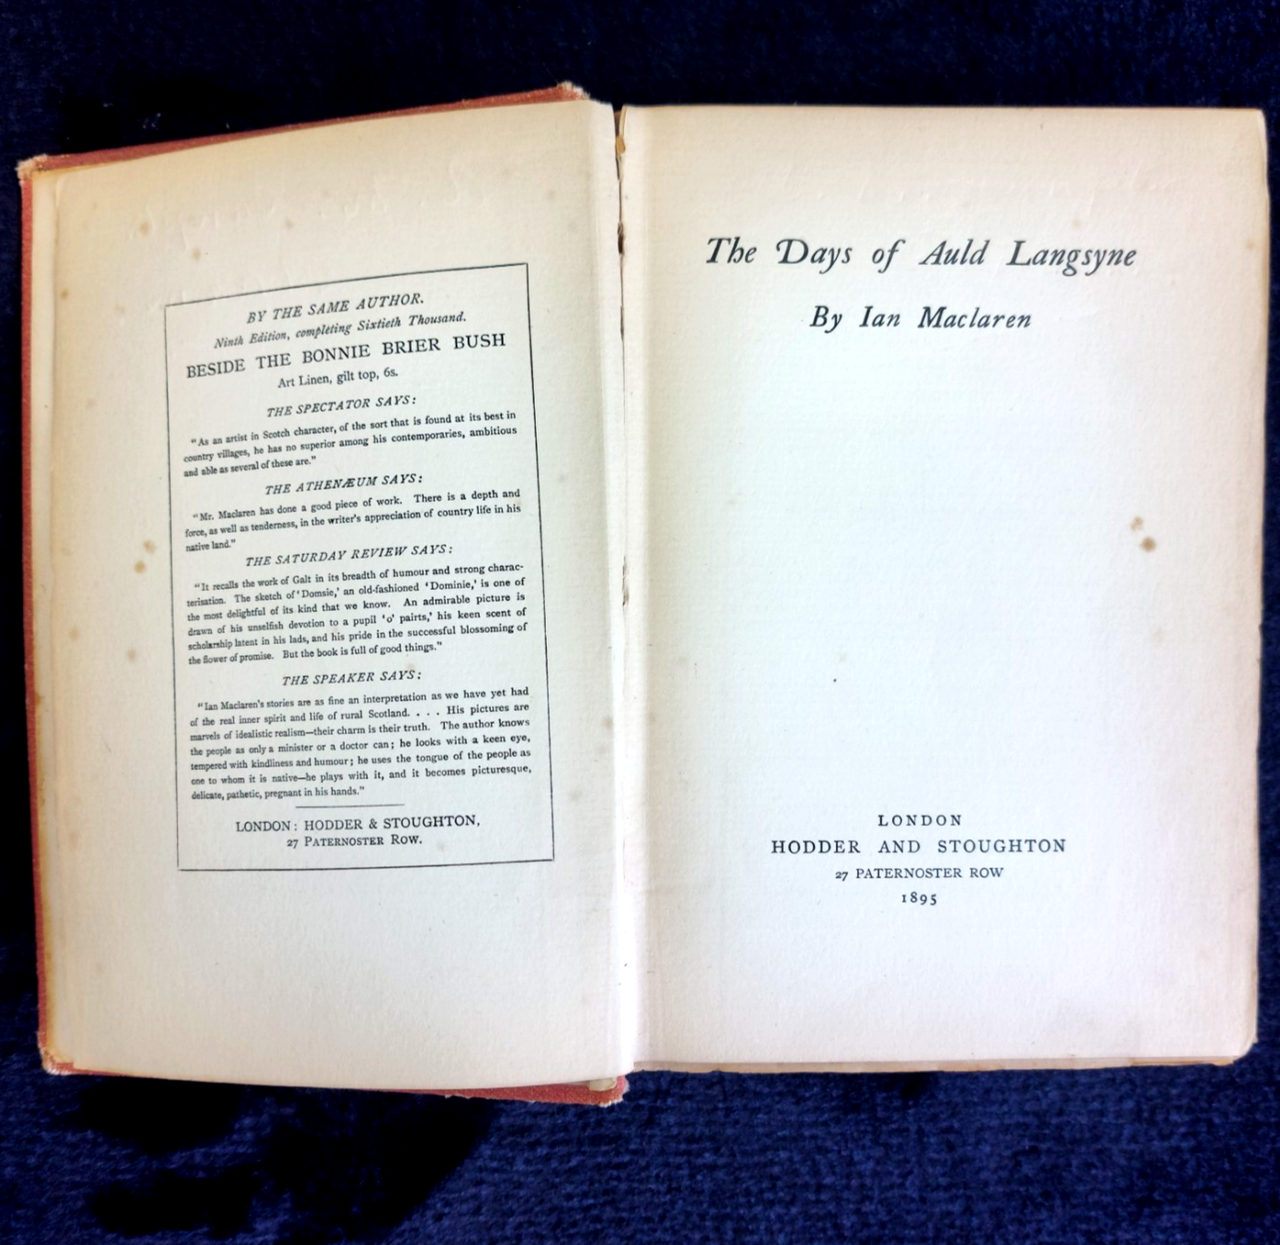 BY THE SAME AUTHOR.
Ninth Edition, completing Sixtieth Thousand.
BESIDE THE BONNIE BRIER BUSH
Art Linen, gilt top, 6s.
THE SPECTATOR SAYS:
"As an artist in Scotch character, of the sort that is found at its best in
country villages, he has no superior among his contemporaries, ambitious
and able as several of these are."
THE ATHENÆUM SAYS:
"Mr. Maclaren has done a good piece of work. There is a depth and
force, as well as tenderness, in the writer's appreciation of country life in his
native land."
THE SATURDAY REVIEW SAYS:
"It recalls the work of Galt in its breadth of humour and strong charac-
terisation. The sketch of 'Domsie,' an old-fashioned 'Dominie,' is one of
the most delightful of its kind that we know. An admirable picture is
drawn of his unselfish devotion to a pupil 'o' pairts,' his keen scent of
scholarship latent in his lads, and his pride in the successful blossoming of
the flower of promise. But the book is full of good things."
THE SPEAKER SAYS:
"Ian Maclaren's stories are as fine an interpretation as we have yet had
of the real inner spirit and life of rural Scotland. . . . His pictures are
marvels of idealistic realism—their charm is their truth. The author knows
the people as only a minister or a doctor can; he looks with a keen eye,
tempered with kindliness and humour; he uses the tongue of the people as
one to whom it is native—he plays with it, and it becomes picturesque,
delicate, pathetic, pregnant in his hands."
LONDON: HODDER & STOUGHTON,
27 PATERNOSTER ROW.
The Days of Auld Langsyne
By Ian Maclaren
LONDON
HODDER AND STOUGHTON
27 PATERNOSTER ROW
1895